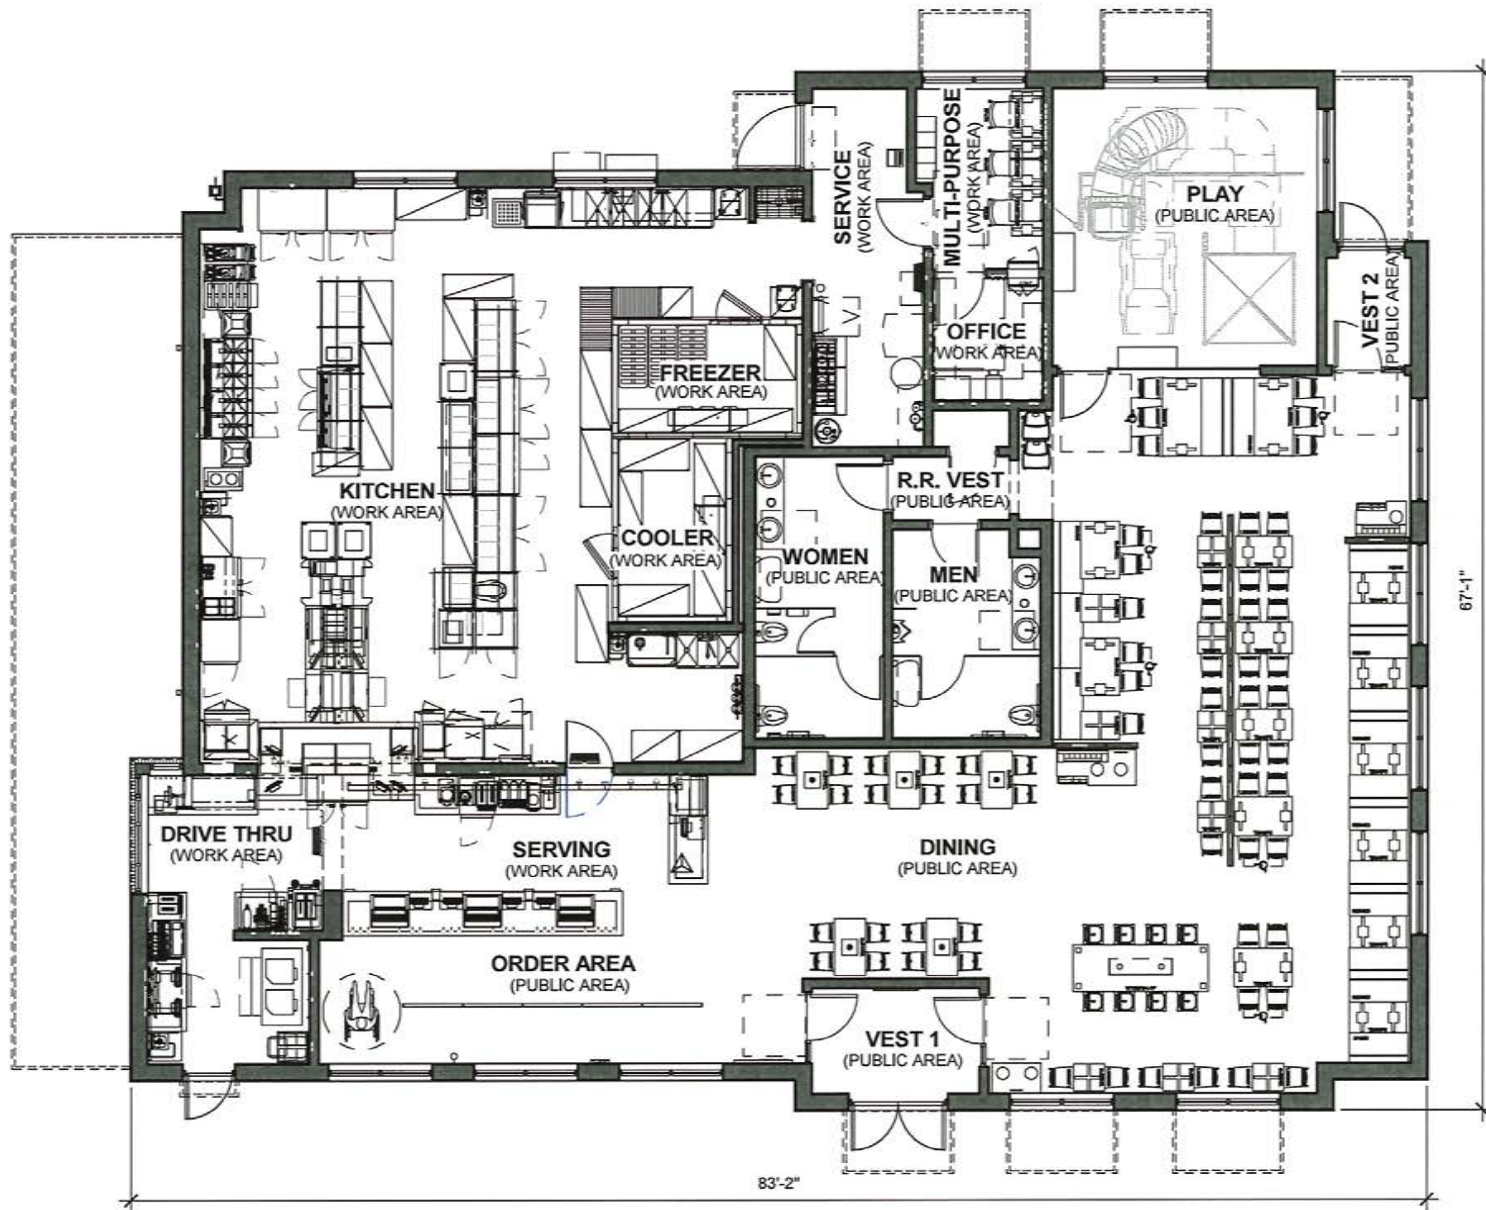 MULTI-PURPOSE
(WORK AREA)
SERVICE
(WORK AREA)
PLAY
(PUBLIC AREA)
VEST 2
(PUBLIC AREA)
OFFICE
(WORK AREA)
FREEZER
(WORK AREA)
KITCHEN
(WORK AREA)
R.R. VEST
(PUBLIC AREA)
COOLER
(WORK AREA)
WOMEN
(PUBLIC AREA)
MEN
(PUBLIC AREA)
67'-1"
DRIVE THRU
(WORK AREA)
SERVING
(WORK AREA)
DINING
(PUBLIC AREA)
ORDER AREA
(PUBLIC AREA)
VEST 1
(PUBLIC AREA)
83'-2"